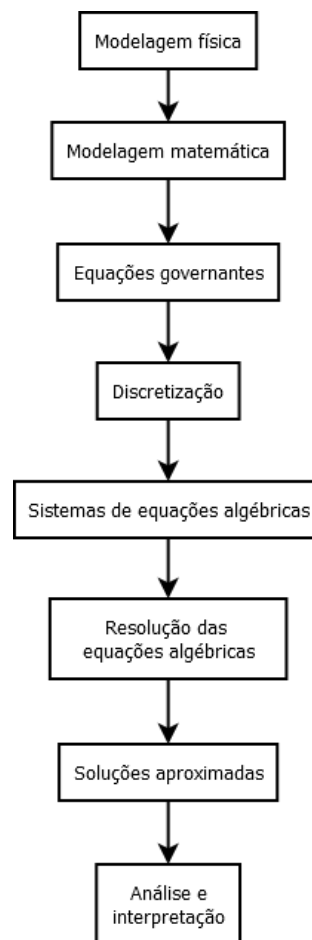 Modelagem física
Modelagem matemática
Equações governantes
Discretização
Sistemas de equações algébricas
Resolução das
equações algébricas
Soluções aproximadas
Análise e
interpretação